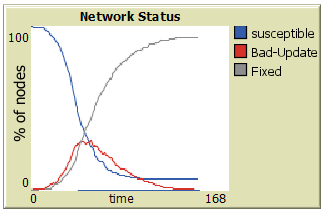 Network Status
100
% of nodes
0
0
time
168
susceptible
Bad-Update
Fixed